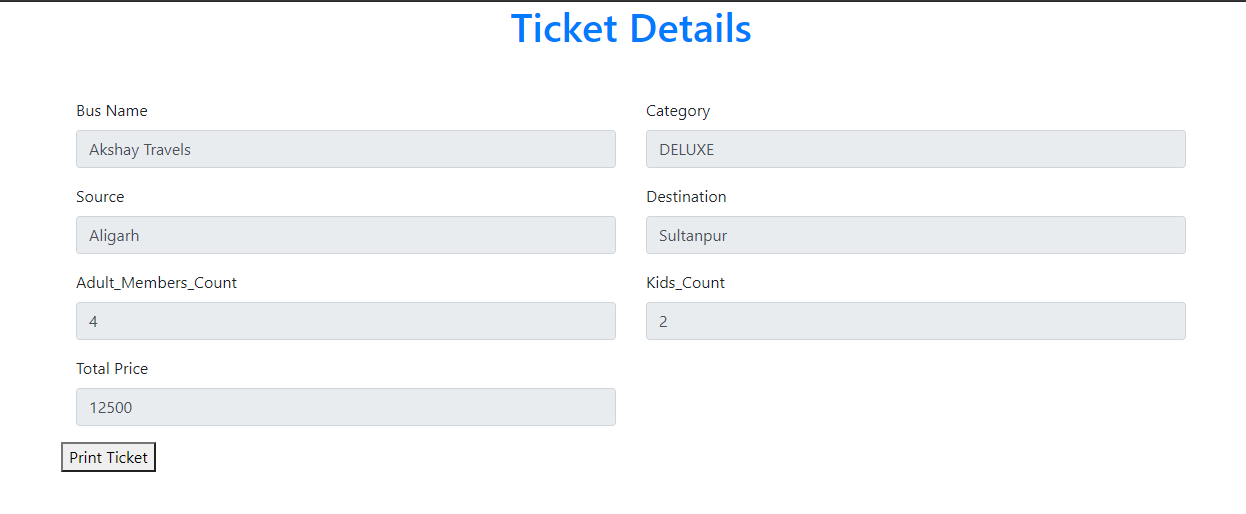 Ticket Details
Bus Name
Category
Akshay Travels
DELUXE
Source
Destination
Aligarh
Sultanpur
Adult_Members_Count
Kids_Count
4
2
Total Price
12500
Print Ticket